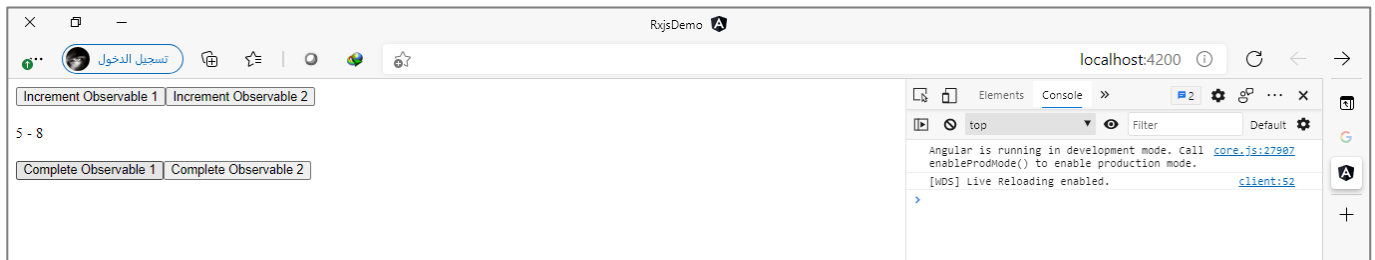 RxjsDemo
تسجيل الدخول
localhost:4200
Increment Observable 1 Increment Observable 2
5 - 8
Complete Observable 1 Complete Observable 2
Elements Console » 2
top Filter Default
Angular is running in development mode. Call core.js:27907
enableProdMode() to enable production mode.
[WDS] Live Reloading enabled. client:52